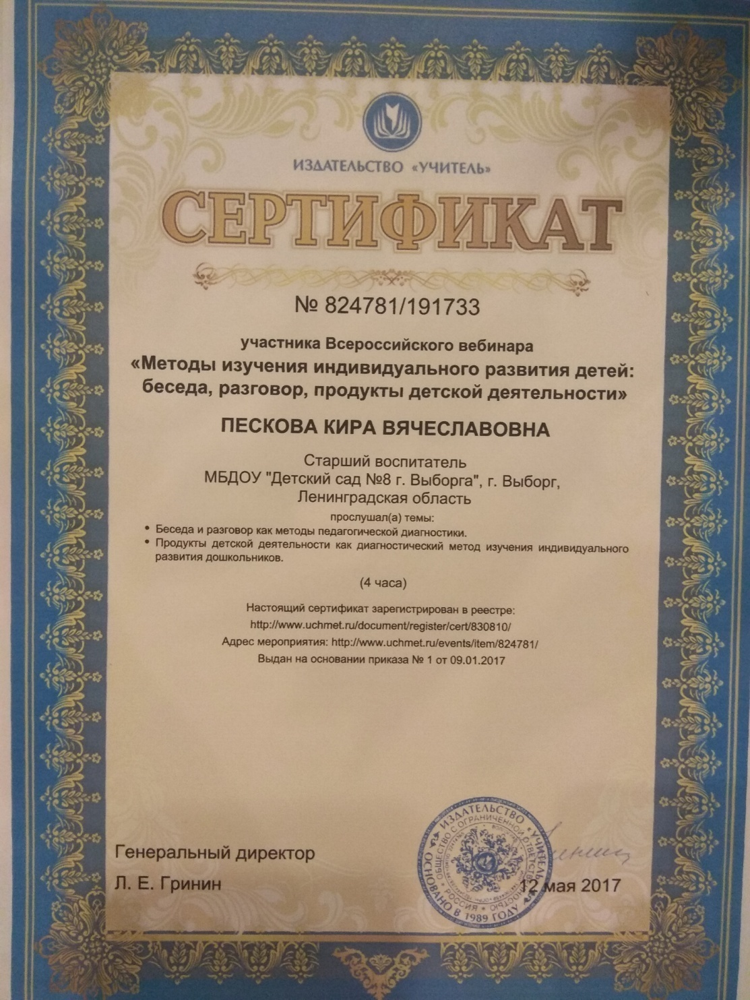 ИЗДАТЕЛЬСТВО «УЧИТЕЛЬ»
СЕРТИФИКАТ
№ 824781/191733
участника Всероссийского вебинара
«Методы изучения индивидуального развития детей:
беседа, разговор, продукты детской деятельности»
ПЕСКОВА КИРА ВЯЧЕСЛАВОВНА
Старший воспитатель
МБДОУ "Детский сад №8 г. Выборга", г. Выборг,
Ленинградская область
прослушал(а) темы:
• Беседа и разговор как методы педагогической диагностики.
• Продукты детской деятельности как диагностический метод изучения индивидуального
развития дошкольников.
(4 часа)
Настоящий сертификат зарегистрирован в реестре:
http://www.uchmet.ru/document/register/cert/830810/
Адрес мероприятия: http://www.uchmet.ru/events/item/824781/
Выдан на основании приказа № 1 от 09.01.2017
Генеральный директор
Л. Е. Гринин
12 мая 2017
ИЗДАТЕЛЬСТВО «УЧИТЕЛЬ»
ОСНОВАНО В 1989 ГОДУ
ОБЩЕСТВО С ОГРАНИЧЕННОЙ ОТВЕТСТВЕННОСТЬЮ
РОССИЯ